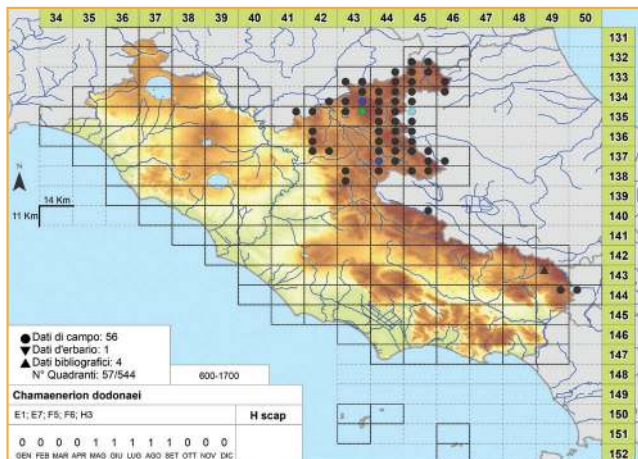 34 35 36 37 38 39 40 41 42 43 44 45 46 47 48 49 50
131
132
133
134
135
136
137
138
139
140
141
142
143
144
145
146
147
148
149
150
151
152
N
14 Km
11 Km
Dati di campo: 56
Dati d'erbario: 1
Dati bibliografici: 4
N° Quadranti: 57/544
600-1700
Chamaenerion dodonaei
E1; E7; F5; F6; H3
H scap
0 0 0 0 1 1 1 1 1 0 0 0
GEN FEB MAR APR MAG GIU LUG AGO SET OTT NOV DIC